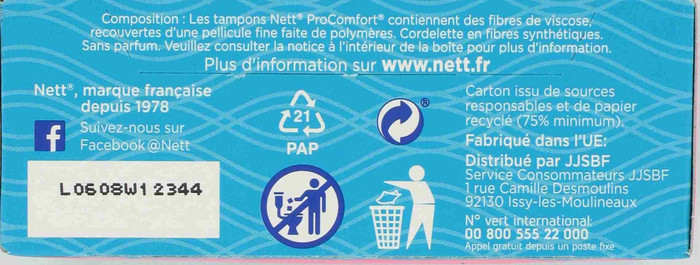 Composition : Les tampons Nett® ProComfort® contiennent des fibres de viscose,
recouvertes d'une pellicule fine faite de polymères. Cordelette en fibres synthétiques.
Sans parfum. Veuillez consulter la notice à l'intérieur de la boîte pour plus d'information.
Plus d'information sur www.nett.fr
Nett®, marque française
depuis 1978
f Suivez-nous sur
Facebook@Nett
L0608W12344
21
PAP
®
Carton issu de sources
responsables et de papier
recyclé (75% minimum).
Fabriqué dans l'UE:
Distribué par JJSBF
Service Consommateurs JJSBF
1 rue Camille Desmoulins
92130 Issy-les-Moulineaux
N° vert international:
00 800 555 22 000
Appel gratuit depuis un poste fixe